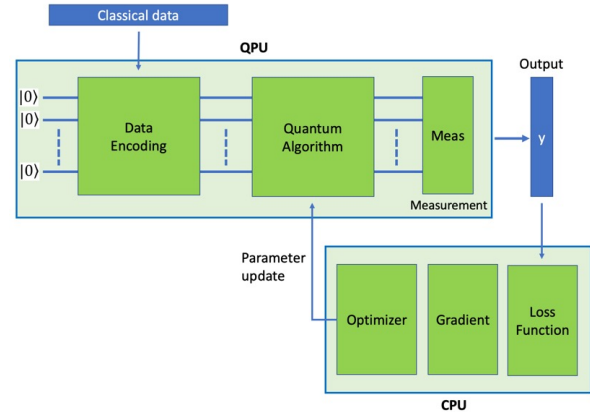 Classical data
QPU
Output
|0⟩
|0⟩
|0⟩
Data
Encoding
Quantum
Algorithm
Meas
y
Measurement
Parameter
update
Optimizer
Gradient
Loss
Function
CPU